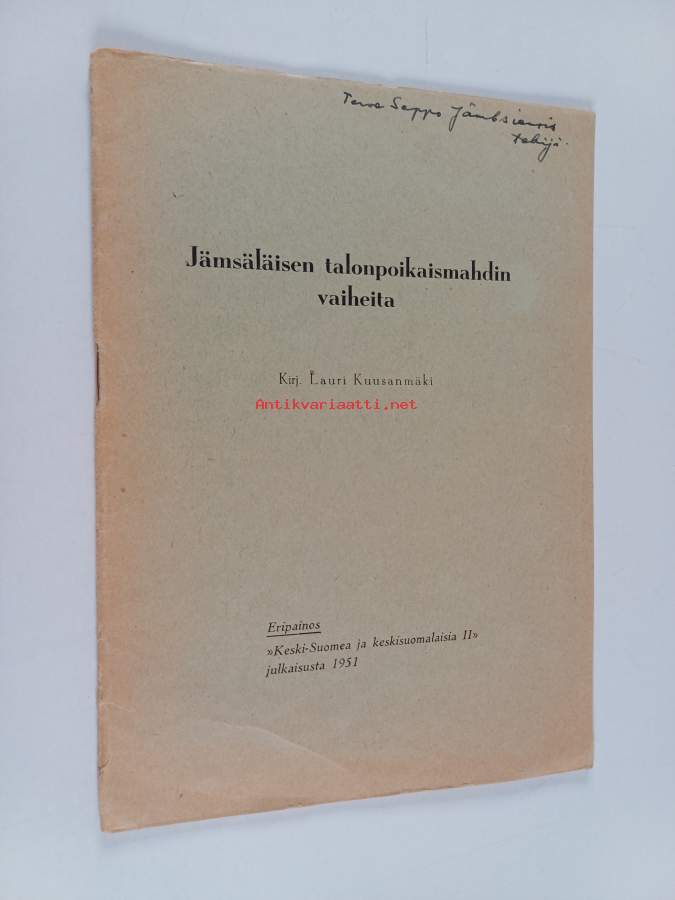 Terve Seppo
tekijä
Jämsäläisen talonpoikaismahdin
vaiheita
Kirj. Lauri Kuusanmäki
Antikvariaatti.net
Eripainos
»Keski-Suomea ja keskisuomalaisia II»
julkaisusta 1951